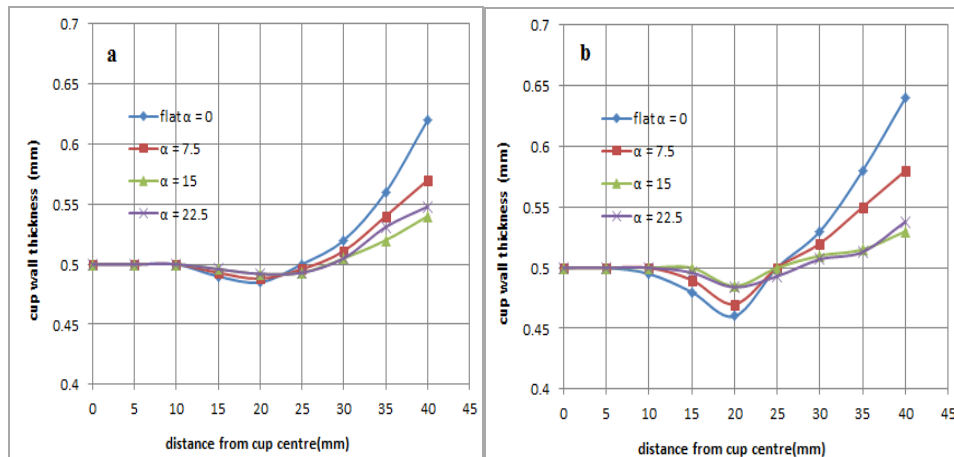 a
0.7
0.65
0.6
0.55
0.5
0.45
0.4
cup wall thickness (mm)
flat α = 0
α = 7.5
α = 15
α = 22.5
0 5 10 15 20 25 30 35 40 45
distance from cup centre(mm)
b
0.7
0.65
0.6
0.55
0.5
0.45
0.4
cup wall thickness (mm)
flat α = 0
α = 7.5
α = 15
α = 22.5
0 5 10 15 20 25 30 35 40 45
distance from cup centre(mm)